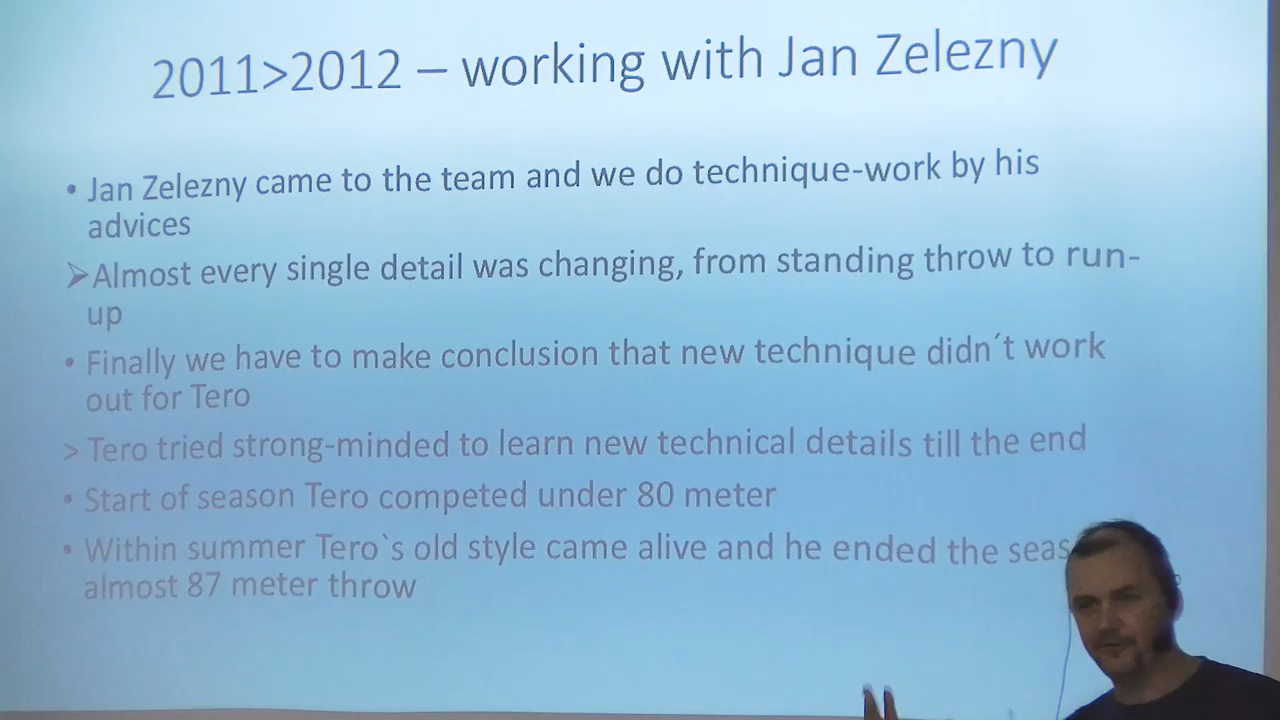 2011>2012 – working with Jan Zelezny
• Jan Zelezny came to the team and we do technique-work by his
advices
➢Almost every single detail was changing, from standing throw to run-
up
• Finally we have to make conclusion that new technique didn´t work
out for Tero
> Tero tried strong-minded to learn new technical details till the end
• Start of season Tero competed under 80 meter
• Within summer Tero`s old style came alive and he ended the seas
almost 87 meter throw